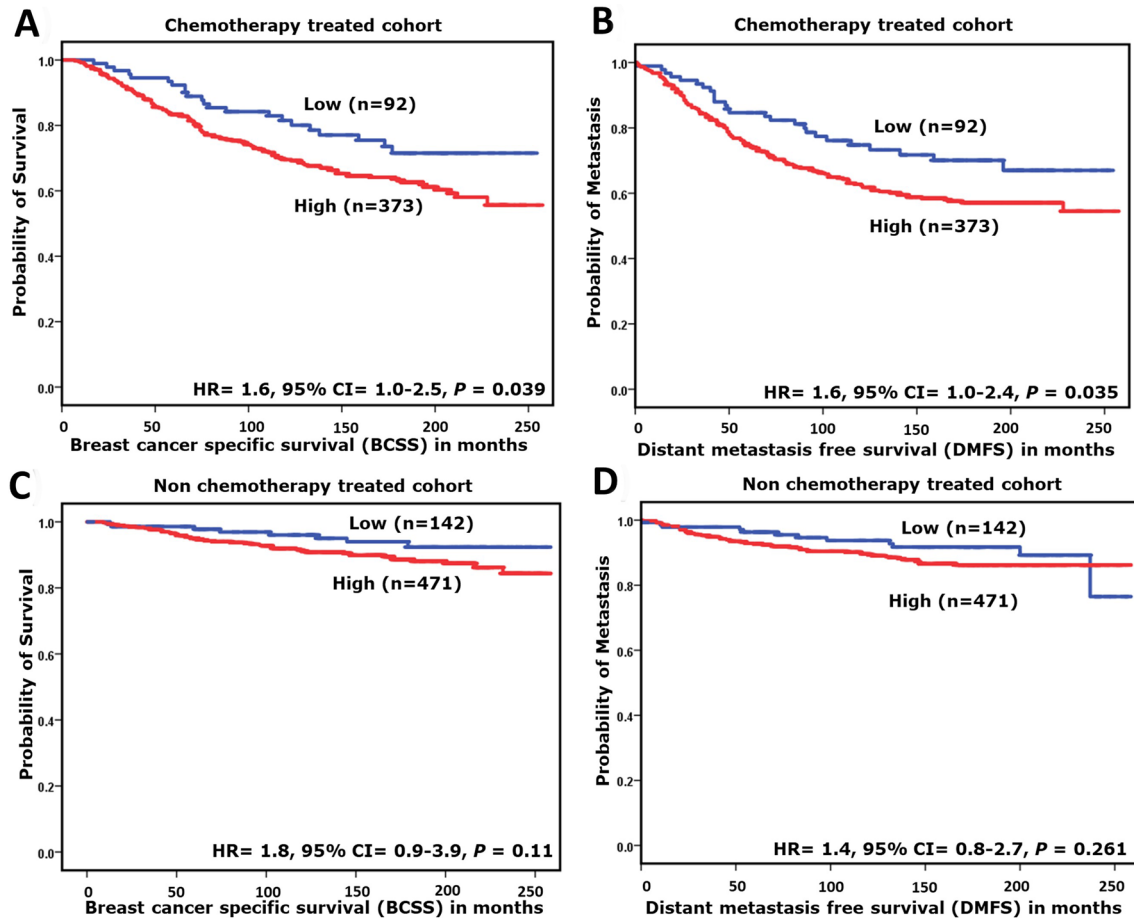 A
Chemotherapy treated cohort
Probability of Survival
1.0
0.8
0.6
0.4
0.2
0.0
Low (n=92)
High (n=373)
HR= 1.6, 95% CI= 1.0-2.5, P = 0.039
0 50 100 150 200 250
Breast cancer specific survival (BCSS) in months
B
Chemotherapy treated cohort
Probability of Metastasis
1.0
0.8
0.6
0.4
0.2
0.0
Low (n=92)
High (n=373)
HR= 1.6, 95% CI= 1.0-2.4, P = 0.035
0 50 100 150 200 250
Distant metastasis free survival (DMFS) in months
C
Non chemotherapy treated cohort
Probability of Survival
1.0
0.8
0.6
0.4
0.2
0.0
Low (n=142)
High (n=471)
HR= 1.8, 95% CI= 0.9-3.9, P = 0.11
0 50 100 150 200 250
Breast cancer specific survival (BCSS) in months
D
Non chemotherapy treated cohort
Probability of Metastasis
1.0
0.8
0.6
0.4
0.2
0.0
Low (n=142)
High (n=471)
HR= 1.4, 95% CI= 0.8-2.7, P = 0.261
0 50 100 150 200 250
Distant metastasis free survival (DMFS) in months